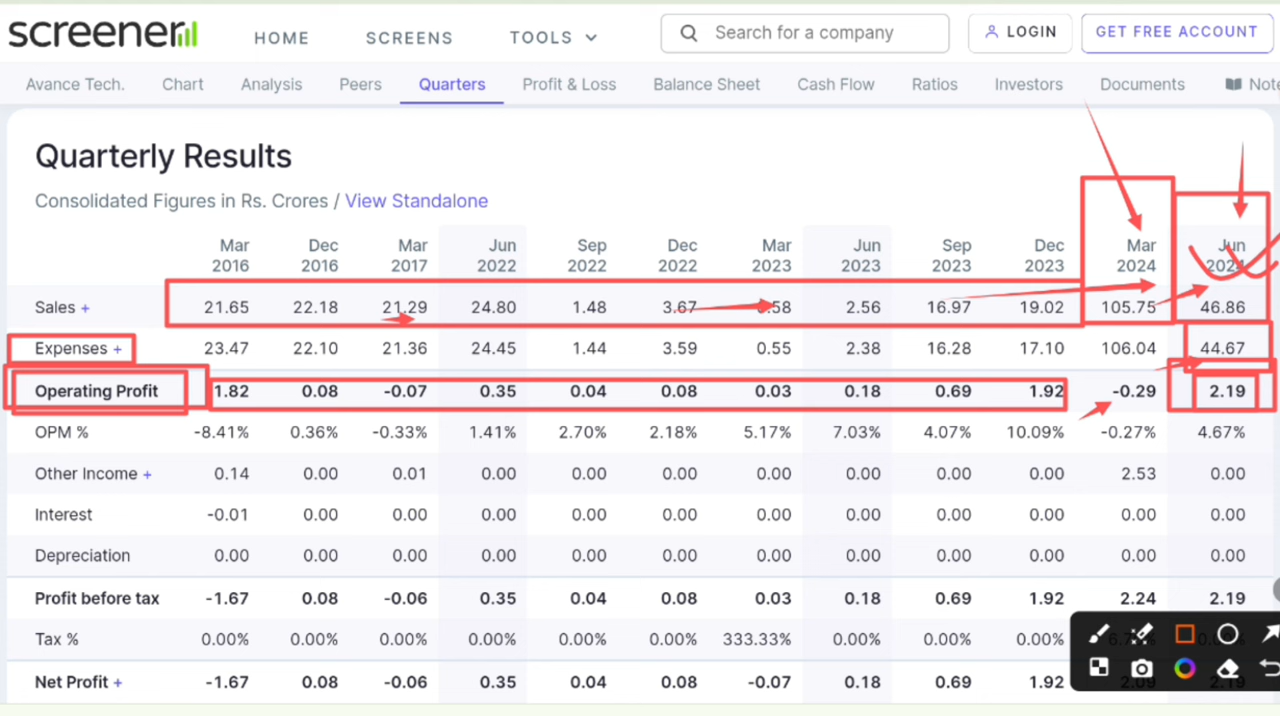 screener HOME SCREENS TOOLS Search for a company LOGIN GET FREE ACCOUNT
Avance Tech. Chart Analysis Peers Quarters Profit & Loss Balance Sheet Cash Flow Ratios Investors Documents Note
Quarterly Results
Consolidated Figures in Rs. Crores / View Standalone
Mar 2016 Dec 2016 Mar 2017 Jun 2022 Sep 2022 Dec 2022 Mar 2023 Jun 2023 Sep 2023 Dec 2023 Mar 2024 Jun 2024
Sales + 21.65 22.18 21.29 24.80 1.48 3.67 .58 2.56 16.97 19.02 105.75 46.86
Expenses + 23.47 22.10 21.36 24.45 1.44 3.59 0.55 2.38 16.28 17.10 106.04 44.67
Operating Profit 1.82 0.08 -0.07 0.35 0.04 0.08 0.03 0.18 0.69 1.92 -0.29 2.19
OPM % -8.41% 0.36% -0.33% 1.41% 2.70% 2.18% 5.17% 7.03% 4.07% 10.09% -0.27% 4.67%
Other Income + 0.14 0.00 0.01 0.00 0.00 0.00 0.00 0.00 0.00 0.00 2.53 0.00
Interest -0.01 0.00 0.00 0.00 0.00 0.00 0.00 0.00 0.00 0.00 0.00 0.00
Depreciation 0.00 0.00 0.00 0.00 0.00 0.00 0.00 0.00 0.00 0.00 0.00 0.00
Profit before tax -1.67 0.08 -0.06 0.35 0.04 0.08 0.03 0.18 0.69 1.92 2.24 2.19
Tax % 0.00% 0.00% 0.00% 0.00% 0.00% 0.00% 333.33% 0.00% 0.00% 0.00%
Net Profit + -1.67 0.08 -0.06 0.35 0.04 0.08 -0.07 0.18 0.69 1.92 2.09 2.19